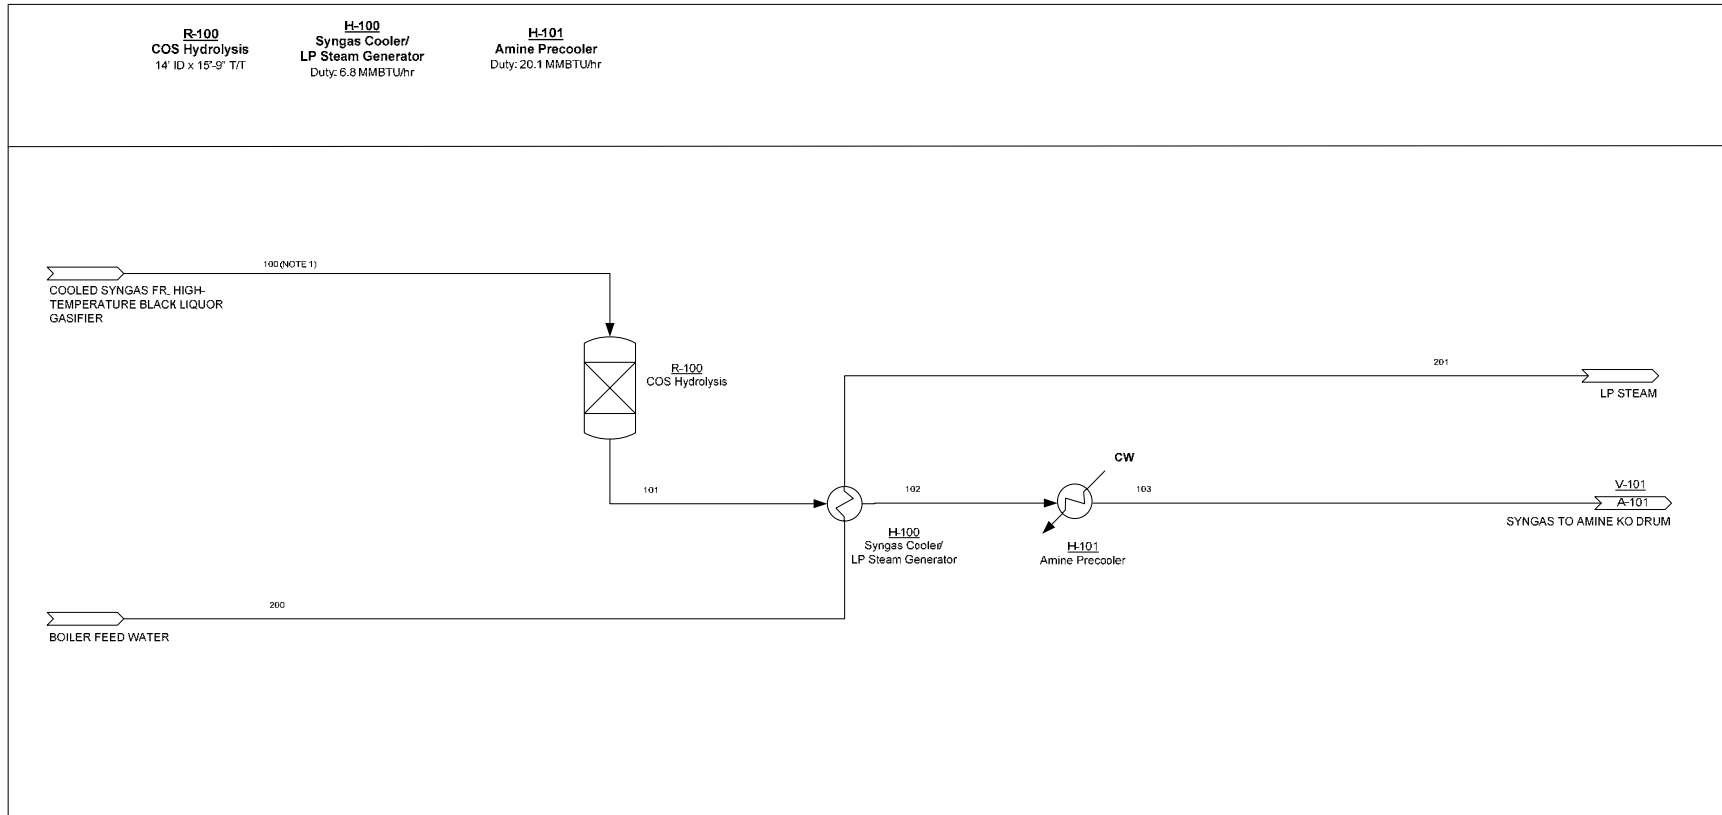 R-100
COS Hydrolysis
14' ID x 15'-9" T/T
H-100
Syngas Cooler/
LP Steam Generator
Duty: 6.8 MMBTU/hr
H-101
Amine Precooler
Duty: 20.1 MMBTU/hr
100 (NOTE 1)
COOLED SYNGAS FR. HIGH-
TEMPERATURE BLACK LIQUOR
GASIFIER
R-100
COS Hydrolysis
201
LP STEAM
CW
101
102
103
V-101
A-101
SYNGAS TO AMINE KO DRUM
H-100
Syngas Cooler/
LP Steam Generator
H-101
Amine Precooler
200
BOILER FEED WATER